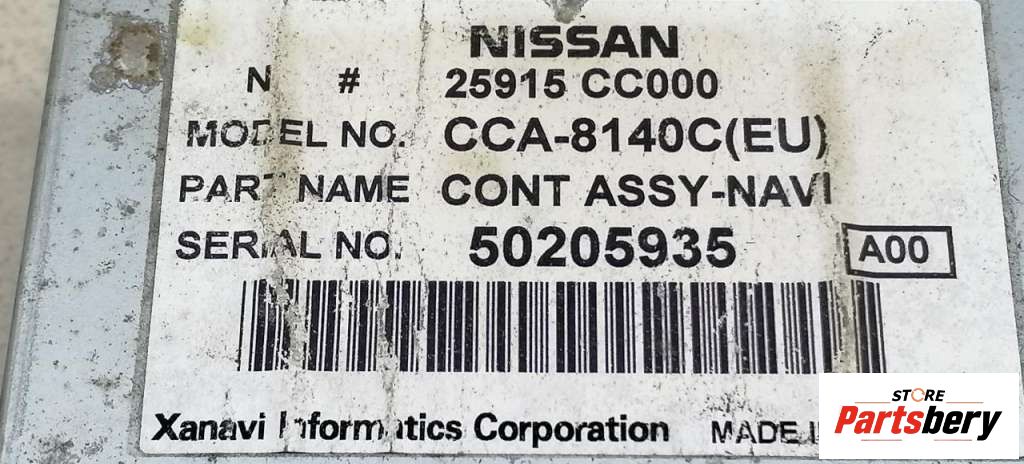 NISSAN
N # 25915 CC000
MODEL NO. CCA-8140C(EU)
PART NAME CONT ASSY-NAVI
SERIAL NO. 50205935 A00
Xanavi Informatics Corporation MADE
STORE
Partsbery